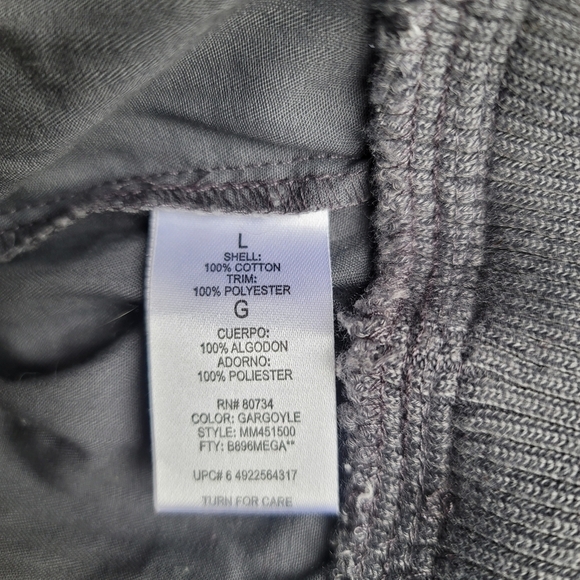 L
SHELL:
100% COTTON
TRIM:
100% POLYESTER
G
CUERPO:
100% ALGODON
ADORNO:
100% POLIESTER
RN# 80734
COLOR: GARGOYLE
STYLE: MM451500
FTY: B896MEGA**
UPC# 6 4922564317
TURN FOR CARE